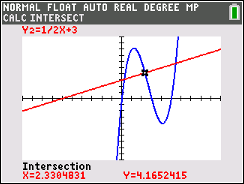 NORMAL FLOAT AUTO REAL DEGREE MP
CALC INTERSECT
Y2=1/2X+3
Intersection
X=2.3304831 Y=4.1652415